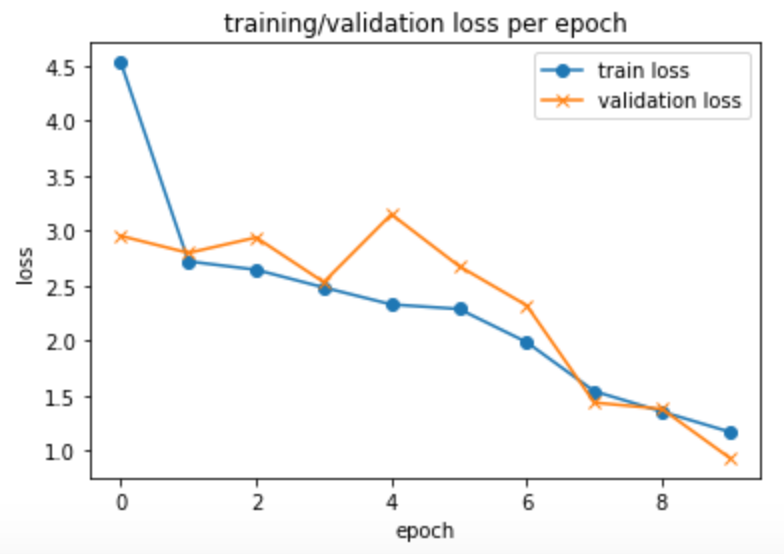 training/validation loss per epoch
train loss
validation loss
4.5
4.0
3.5
3.0
2.5
2.0
1.5
1.0
loss
0 2 4 6 8
epoch